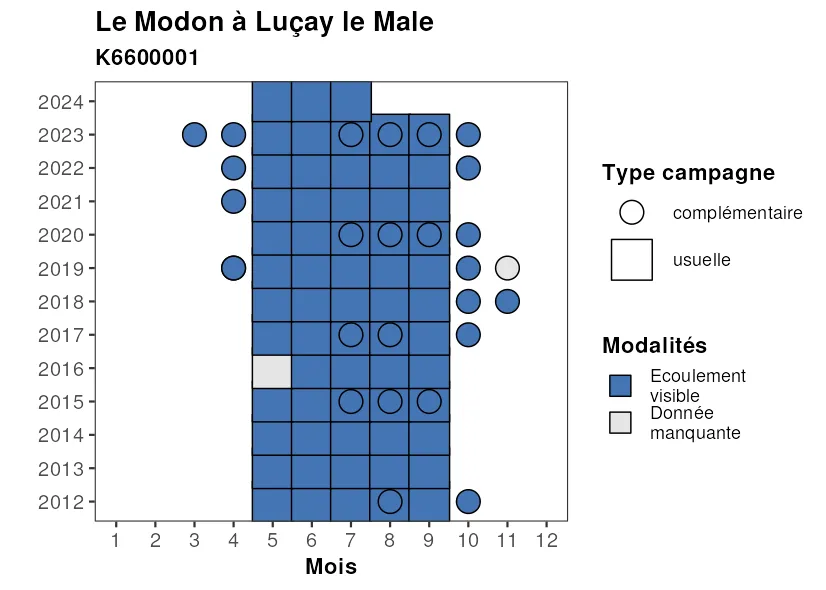 Le Modon à Luçay le Male
K6600001
2024
2023
2022
2021
2020
2019
2018
2017
2016
2015
2014
2013
2012
1 2 3 4 5 6 7 8 9 10 11 12
Mois
Type campagne
complémentaire
usuelle
Modalités
Ecoulement
visible
Donnée
manquante